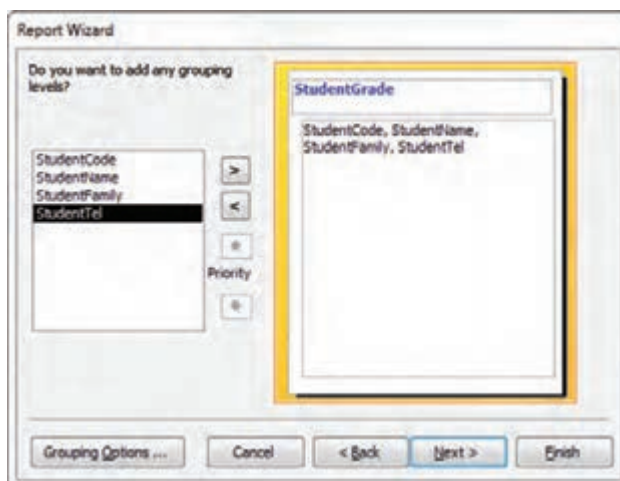 Report Wizard
Do you want to add any grouping
levels?
StudentCode
StudentName
StudentFamily
StudentTel
>
<
Priority
StudentGrade
StudentCode, StudentName,
StudentFamily, StudentTel
Grouping Options ...
Cancel
< Back
Next >
Finish